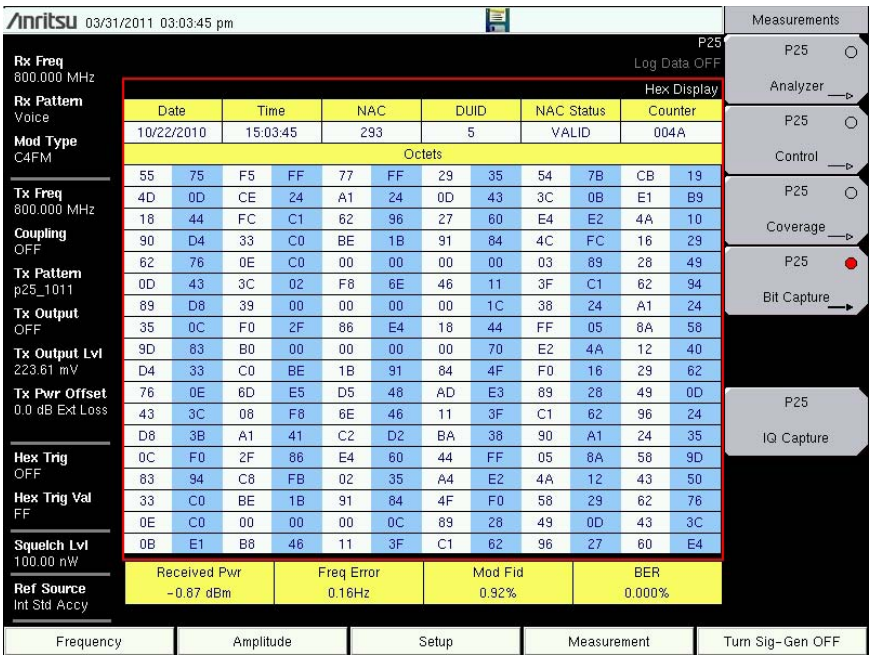 Anritsu 03/31/2011 03:03:45 pm
P25
Log Data OFF
Rx Freq
800.000 MHz
Rx Pattern
Voice
Mod Type
C4FM
Tx Freq
800.000 MHz
Coupling
OFF
Tx Pattern
p25_1011
Tx Output
OFF
Tx Output Lvl
223.61 mV
Tx Pwr Offset
0.0 dB Ext Loss
Hex Trig
OFF
Hex Trig Val
FF
Squelch Lvl
100.00 nW
Ref Source
Int Std Accy
Hex Display
Date Time NAC DUID NAC Status Counter
10/22/2010 15:03:45 293 5 VALID 004A
Octets
55 75 F5 FF 77 FF 29 35 54 7B CB 19
4D 0D CE 24 A1 24 0D 43 3C 0B E1 B9
18 44 FC C1 62 96 27 60 E4 E2 4A 10
90 D4 33 C0 BE 1B 91 84 4C FC 16 29
62 76 0E C0 00 00 00 00 03 89 28 49
0D 43 3C 02 F8 6E 46 11 3F C1 62 94
89 D8 39 00 00 00 00 1C 38 24 A1 24
35 0C F0 2F 86 E4 18 44 FF 05 8A 58
9D 83 B0 00 00 00 00 70 E2 4A 12 40
D4 33 C0 BE 1B 91 84 4F F0 16 29 62
76 0E 6D E5 D5 48 AD E3 89 28 49 0D
43 3C 08 F8 6E 46 11 3F C1 62 96 24
D8 3B A1 41 C2 D2 BA 38 90 A1 24 35
0C F0 2F 86 E4 60 44 FF 05 8A 58 9D
83 94 C8 FB 02 35 A4 E2 4A 12 43 50
33 C0 BE 1B 91 84 4F F0 58 29 62 76
0E C0 00 00 00 0C 89 28 49 0D 43 3C
0B E1 B8 46 11 3F C1 62 96 27 60 E4
Received Pwr Freq Error Mod Fid BER
-0.87 dBm 0.16Hz 0.92% 0.000%
Measurements
P25
Analyzer
P25
Control
P25
Coverage
P25
Bit Capture
P25
IQ Capture
Frequency Amplitude Setup Measurement Turn Sig-Gen OFF